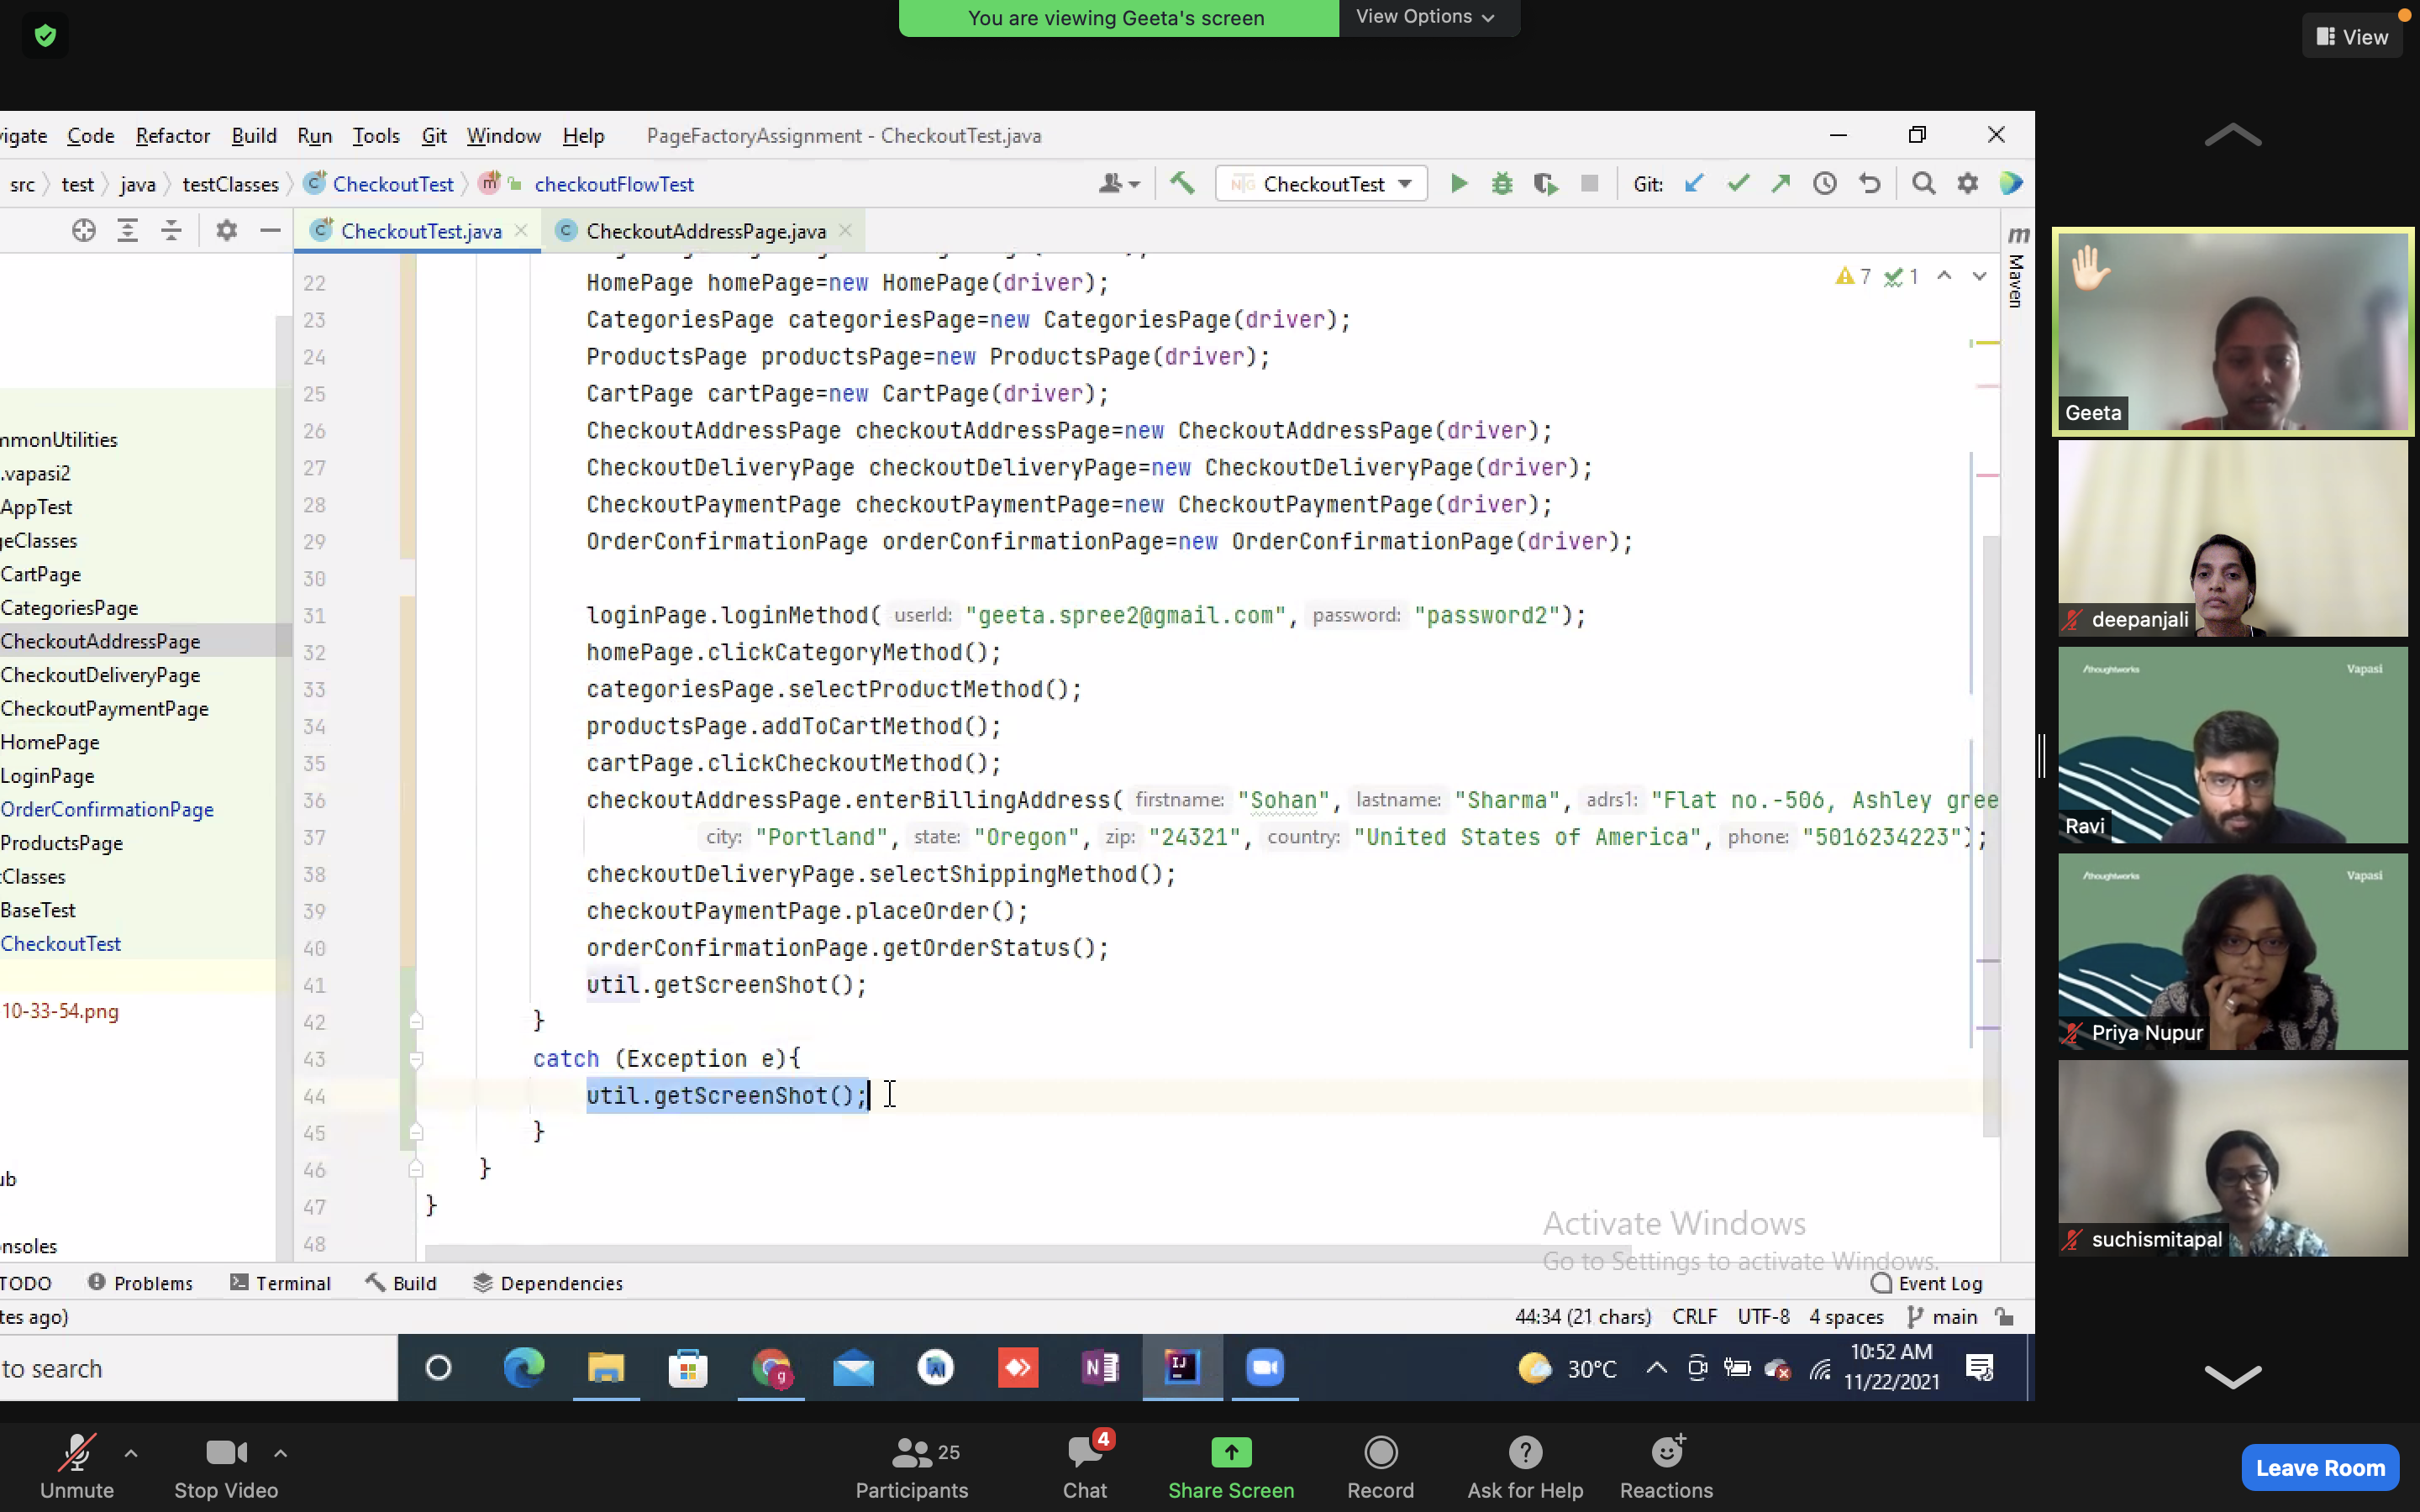 You are viewing Geeta's screen
View Options
View
vigate Code Refactor Build Run Tools Git Window Help PageFactoryAssignment - CheckoutTest.java
src test java testClasses CheckoutTest checkoutFlowTest
CheckoutTest
Git:
CheckoutTest.java
CheckoutAddressPage.java
Maven
7 1
22 HomePage homePage=new HomePage(driver);
23 CategoriesPage categoriesPage=new CategoriesPage(driver);
24 ProductsPage productsPage=new ProductsPage(driver);
25 CartPage cartPage=new CartPage(driver);
26 CheckoutAddressPage checkoutAddressPage=new CheckoutAddressPage(driver);
27 CheckoutDeliveryPage checkoutDeliveryPage=new CheckoutDeliveryPage(driver);
28 CheckoutPaymentPage checkoutPaymentPage=new CheckoutPaymentPage(driver);
29 OrderConfirmationPage orderConfirmationPage=new OrderConfirmationPage(driver);
30
31 loginPage.loginMethod( userId: "geeta.spree2@gmail.com", password: "password2");
32 homePage.clickCategoryMethod();
33 categoriesPage.selectProductMethod();
34 productsPage.addToCartMethod();
35 cartPage.clickCheckoutMethod();
36 checkoutAddressPage.enterBillingAddress( firstname: "Sohan", lastname: "Sharma", adrs1: "Flat no.-506, Ashley gree
37 city: "Portland", state: "Oregon", zip: "24321", country: "United States of America", phone: "5016234223");
38 checkoutDeliveryPage.selectShippingMethod();
39 checkoutPaymentPage.placeOrder();
40 orderConfirmationPage.getOrderStatus();
41 util.getScreenShot();
42 }
43 catch (Exception e){
44 util.getScreenShot();
45 }
46 }
47 }
48
mmonUtilities
.vapasi2
AppTest
geClasses
CartPage
CategoriesPage
CheckoutAddressPage
CheckoutDeliveryPage
CheckoutPaymentPage
HomePage
LoginPage
OrderConfirmationPage
ProductsPage
tClasses
BaseTest
CheckoutTest
10-33-54.png
ub
nsoles
Activate Windows
Go to Settings to activate Windows.
TODO Problems Terminal Build Dependencies Event Log
tes ago)
44:34 (21 chars) CRLF UTF-8 4 spaces main
to search
30°C
10:52 AM
11/22/2021
Geeta
deepanjali
/thoughtworks Vapasi
Ravi
/thoughtworks Vapasi
Priya Nupur
suchismitapal
Unmute
Stop Video
25
Participants
4
Chat
Share Screen
Record
Ask for Help
Reactions
Leave Room